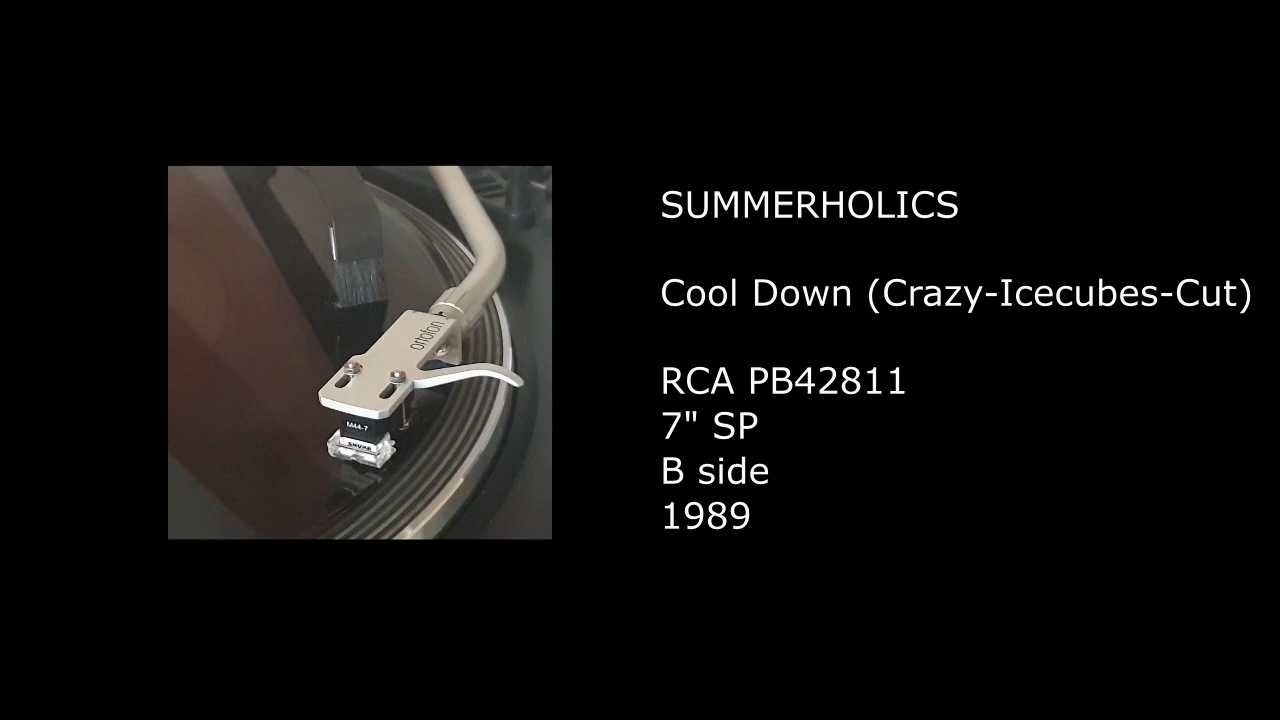 SUMMERHOLICS
Cool Down (Crazy-Icecubes-Cut)
RCA PB42811
7" SP
B side
1989
ortofon
M44-7
SHURE